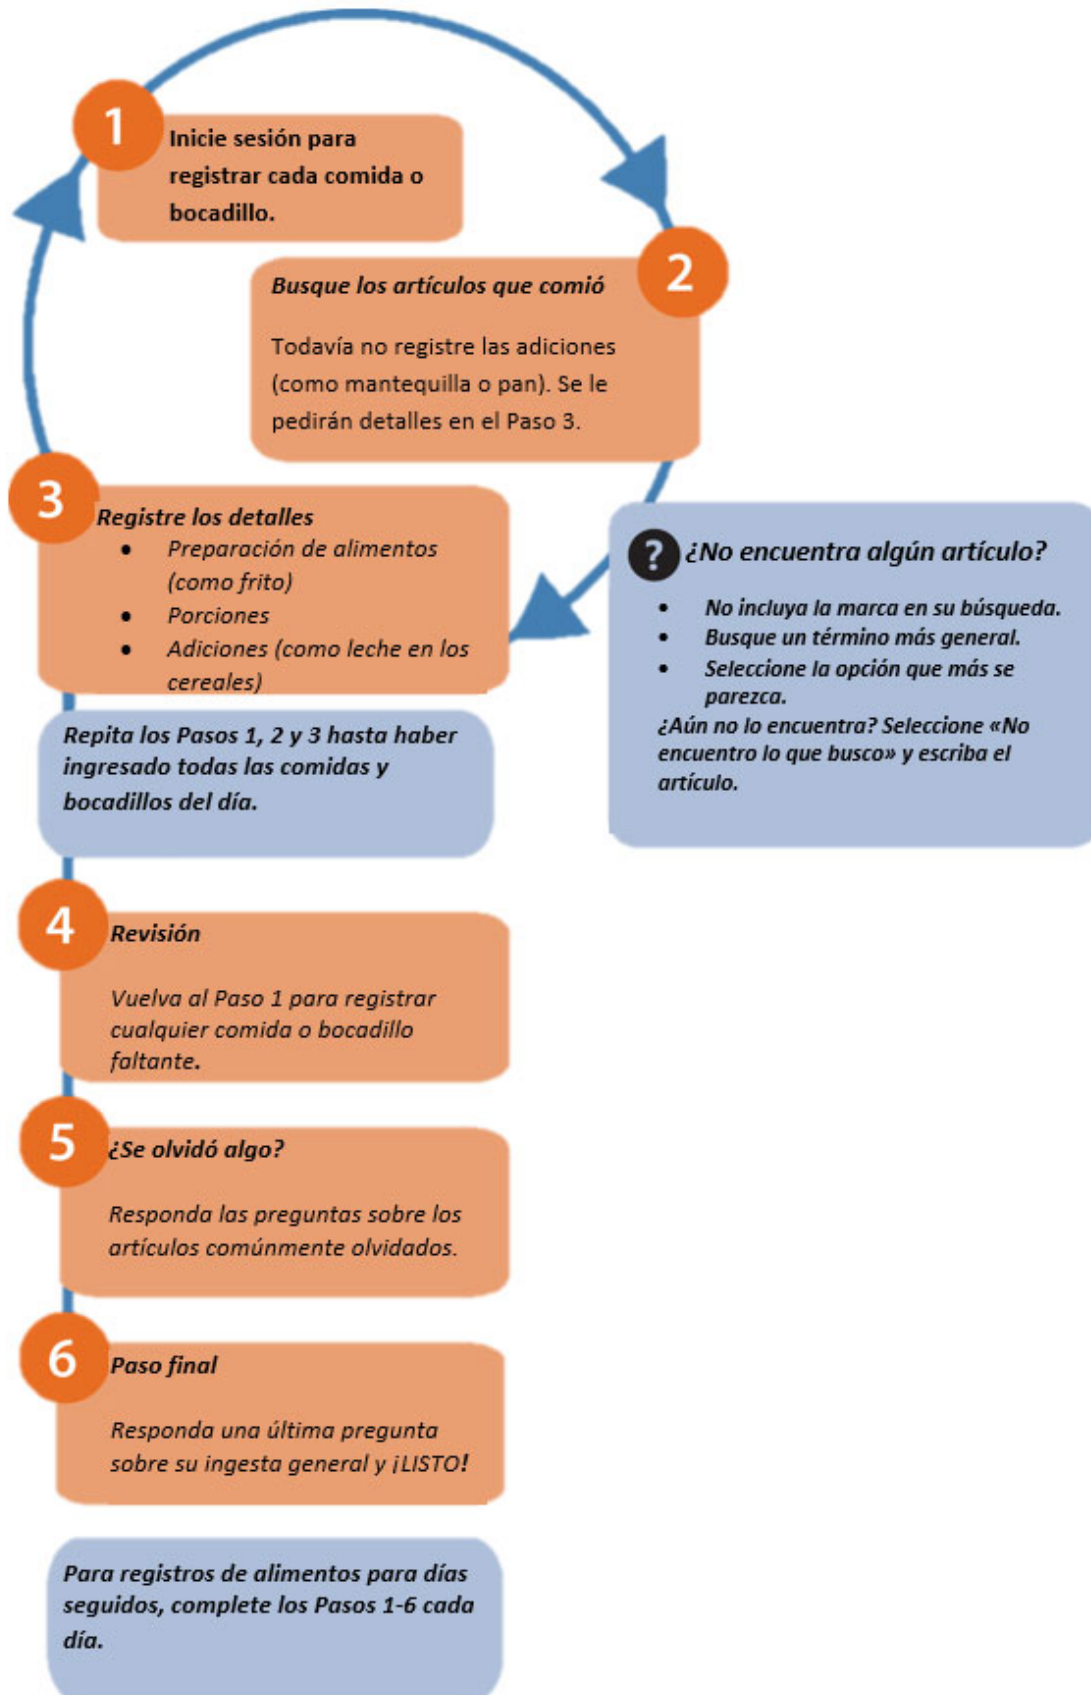 1
Inicie sesión para
registrar cada comida o
bocadillo.
2
Busque los artículos que comió
Todavía no registre las adiciones
(como mantequilla o pan). Se le
pedirán detalles en el Paso 3.
3
Registre los detalles
• Preparación de alimentos
(como frito)
• Porciones
• Adiciones (como leche en los
cereales)
? ¿No encuentra algún artículo?
• No incluya la marca en su búsqueda.
• Busque un término más general.
• Seleccione la opción que más se
parezca.
¿Aún no lo encuentra? Seleccione «No
encuentro lo que busco» y escriba el
artículo.
Repita los Pasos 1, 2 y 3 hasta haber
ingresado todas las comidas y
bocadillos del día.
4
Revisión
Vuelva al Paso 1 para registrar
cualquier comida o bocadillo
faltante.
5
¿Se olvidó algo?
Responda las preguntas sobre los
artículos comúnmente olvidados.
6
Paso final
Responda una última pregunta
sobre su ingesta general y ¡LISTO!
Para registros de alimentos para días
seguidos, complete los Pasos 1-6 cada
día.